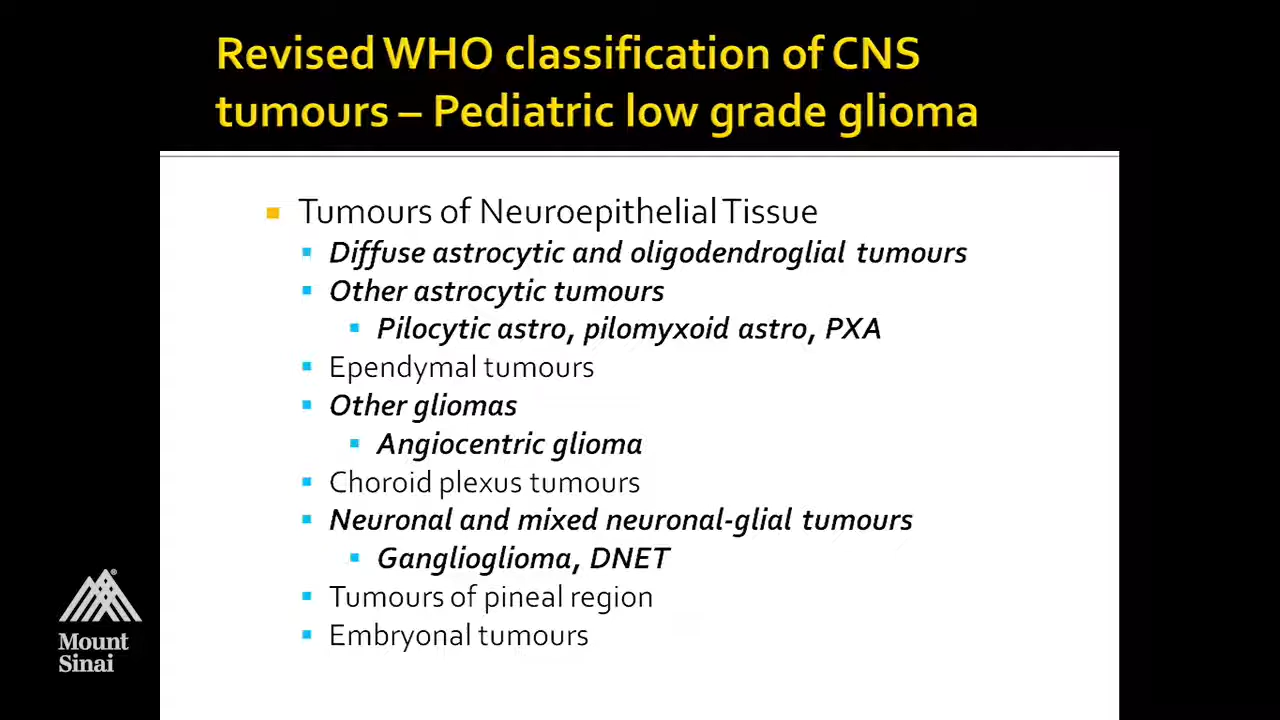 Revised WHO classification of CNS
tumours – Pediatric low grade glioma
Tumours of Neuroepithelial Tissue
Diffuse astrocytic and oligodendroglial tumours
Other astrocytic tumours
Pilocytic astro, pilomyxoid astro, PXA
Ependymal tumours
Other gliomas
Angiocentric glioma
Choroid plexus tumours
Neuronal and mixed neuronal-glial tumours
Ganglioglioma, DNET
Tumours of pineal region
Embryonal tumours
Mount
Sinai